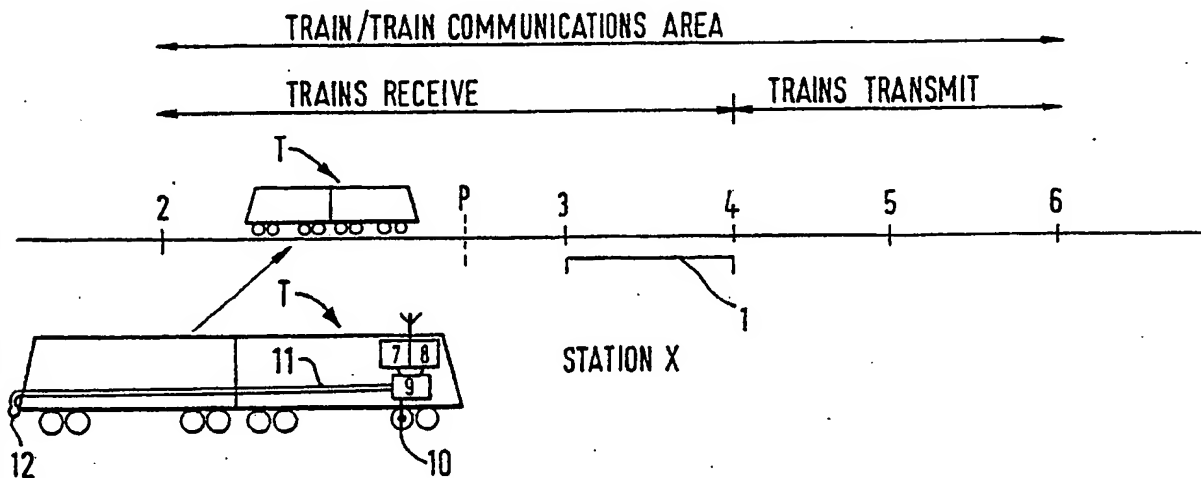 TRAIN/TRAIN COMMUNICATIONS AREA
TRAINS RECEIVE TRAINS TRANSMIT
T
2 P 3 4 5 6
T
1
7 8
STATION X
11
9
12
10